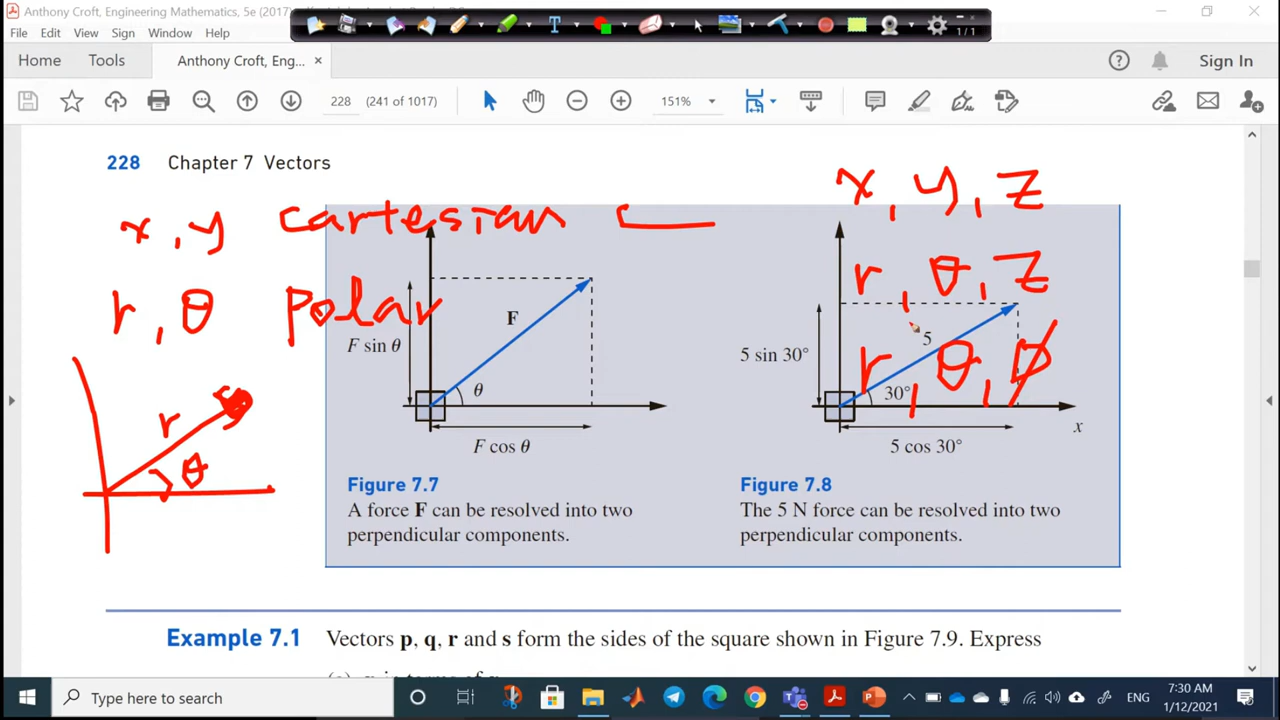 Anthony Croft, Engineering Mathematics, 5e (2017)
1/1
File Edit View Sign Window Help
Home Tools Anthony Croft, Eng... × Sign In
228 (241 of 1017) 151%
228 Chapter 7 Vectors
x, y cartesian
r, θ polar
r
θ
x, y, z
r, θ, z
r, θ, ϕ
F
F sin θ
θ
F cos θ
5
5 sin 30°
30°
5 cos 30°
x
Figure 7.7
A force F can be resolved into two
perpendicular components.
Figure 7.8
The 5 N force can be resolved into two
perpendicular components.
Example 7.1 Vectors p, q, r and s form the sides of the square shown in Figure 7.9. Express
Type here to search
ENG
7:30 AM
1/12/2021